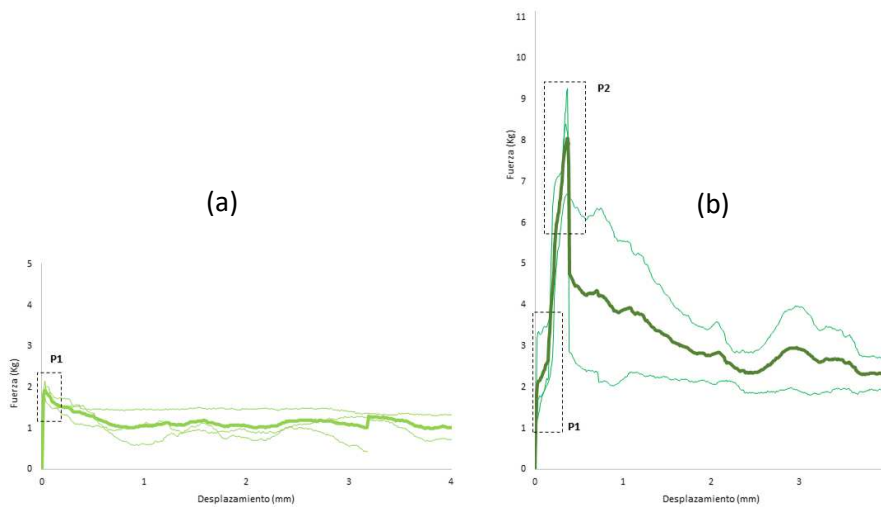 (a)
5
4
3
2
1
0
Fuerza (Kg)
P1
0 1 2 3 4
Desplazamiento (mm)
(b)
11
10
9
8
7
6
5
4
3
2
1
0
Fuerza (Kg)
P2
P1
0 1 2 3
Desplazamiento (mm)